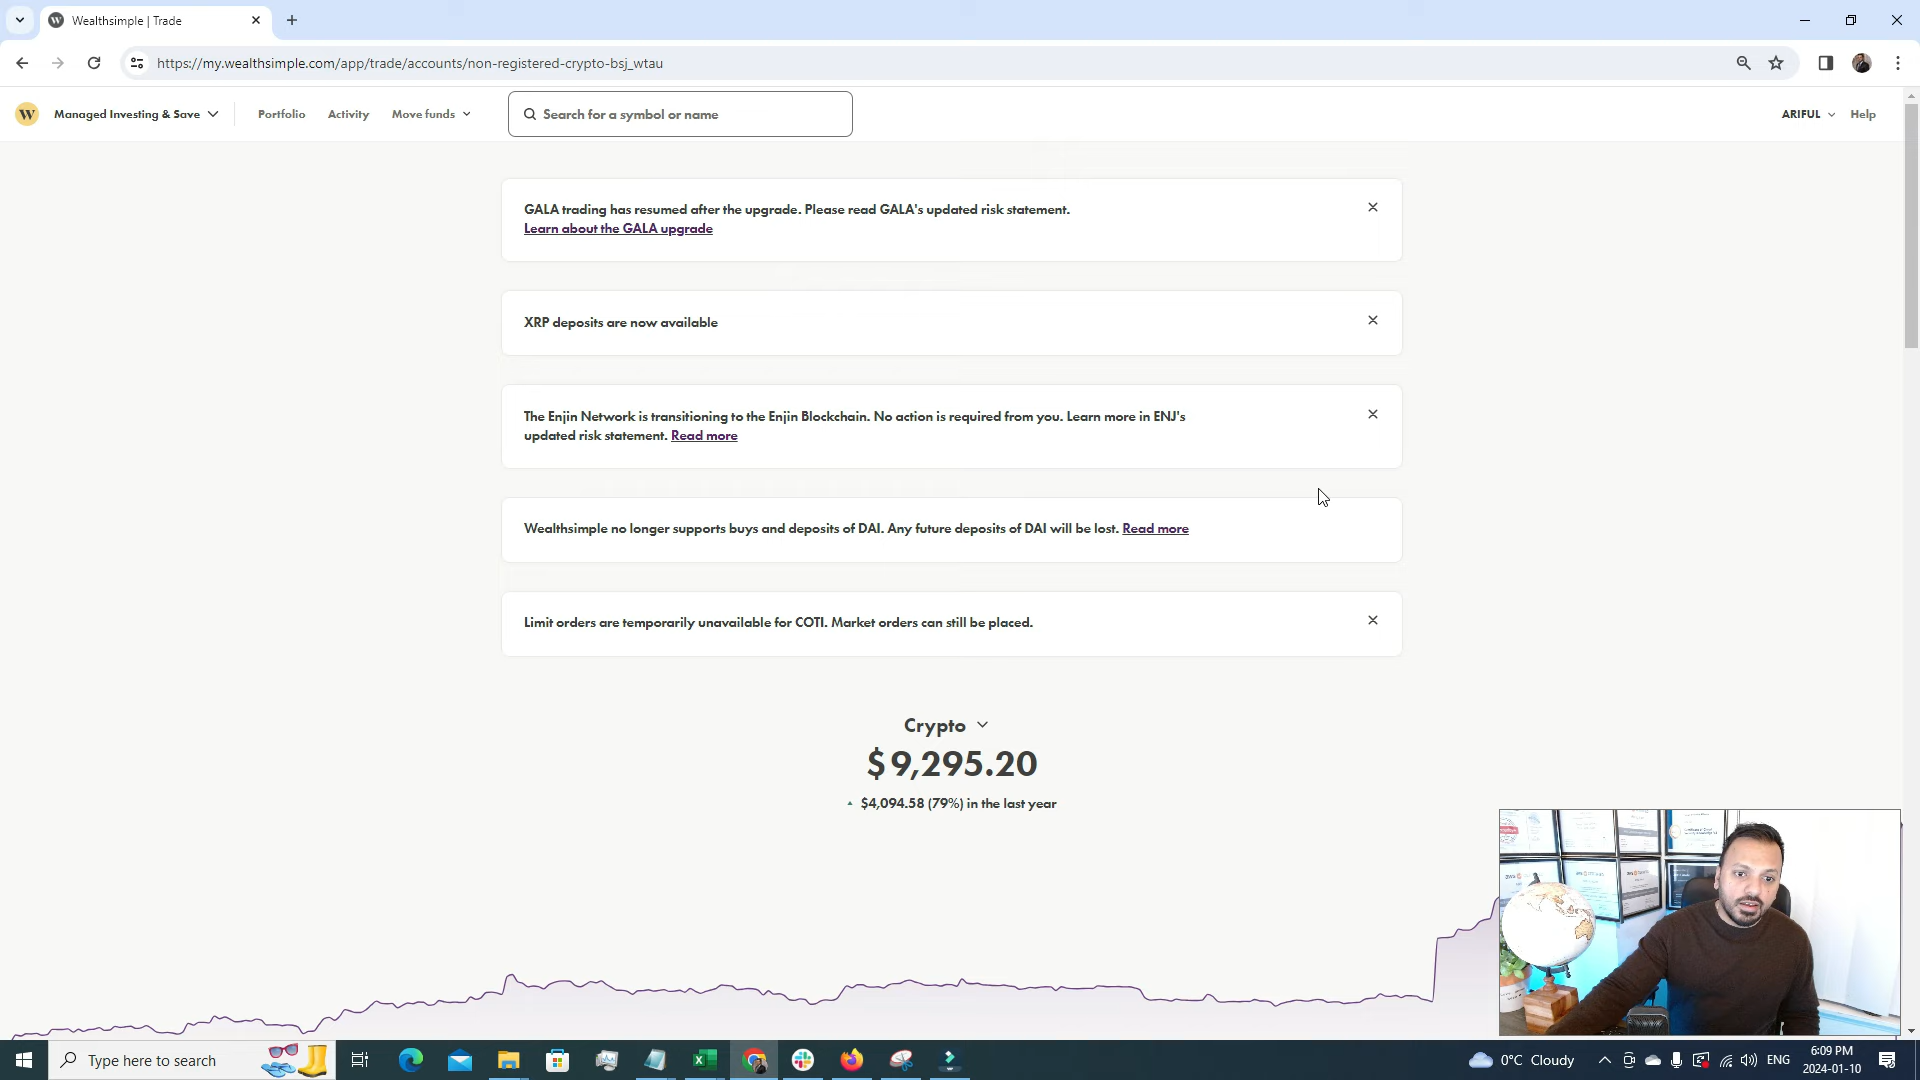 Wealthsimple | Trade
https://my.wealthsimple.com/app/trade/accounts/non-registered-crypto-bsj_wtau
W Managed Investing & Save Portfolio Activity Move funds Search for a symbol or name ARIFUL Help
GALA trading has resumed after the upgrade. Please read GALA's updated risk statement.
Learn about the GALA upgrade
XRP deposits are now available
The Enjin Network is transitioning to the Enjin Blockchain. No action is required from you. Learn more in ENJ's
updated risk statement. Read more
Wealthsimple no longer supports buys and deposits of DAI. Any future deposits of DAI will be lost. Read more
Limit orders are temporarily unavailable for COTI. Market orders can still be placed.
Crypto
$9,295.20
$4,094.58 (79%) in the last year
Type here to search
0°C Cloudy
ENG
6:09 PM
2024-01-10